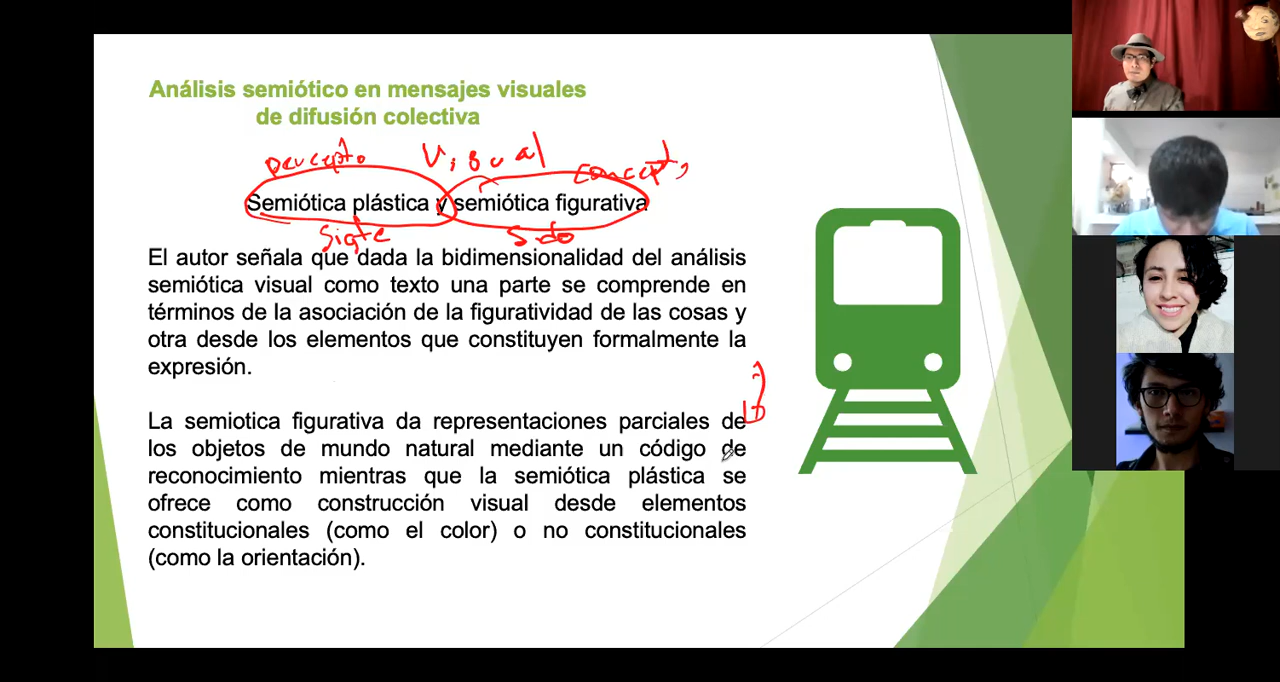 Análisis semiótico en mensajes visuales
de difusión colectiva
percepto Visual concepto
Semiótica plástica y semiótica figurativa
Sigte Sdo
El autor señala que dada la bidimensionalidad del análisis
semiótica visual como texto una parte se comprende en
términos de la asociación de la figuratividad de las cosas y
otra desde los elementos que constituyen formalmente la
expresión.
La semiotica figurativa da representaciones parciales de
los objetos de mundo natural mediante un código de
reconocimiento mientras que la semiótica plástica se
ofrece como construcción visual desde elementos
constitucionales (como el color) o no constitucionales
(como la orientación).